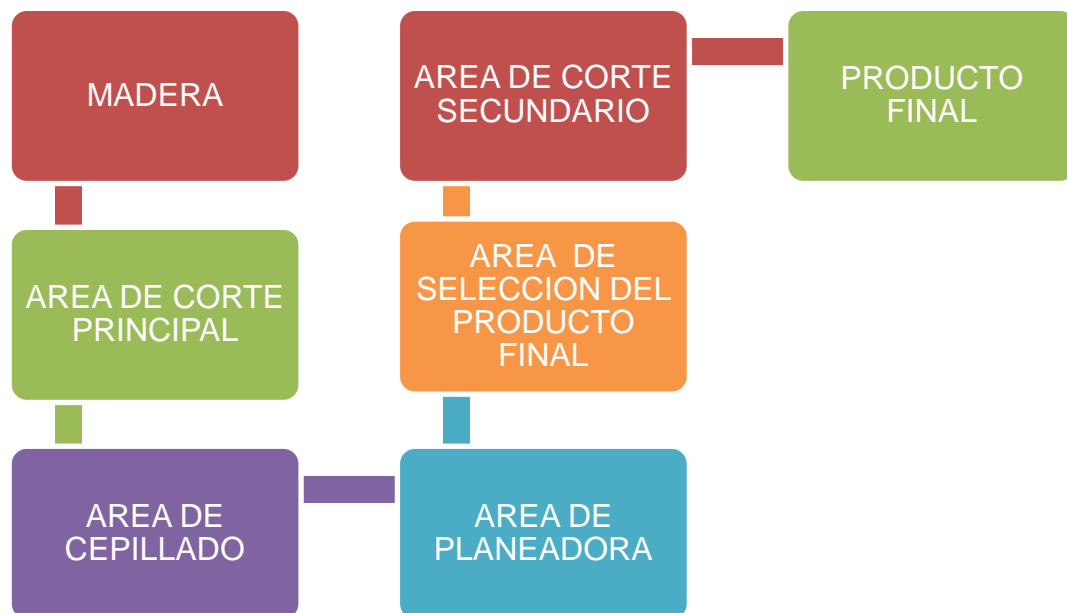 MADERA
AREA DE CORTE
PRINCIPAL
AREA DE
CEPILLADO
AREA DE
PLANEADORA
AREA DE
SELECCION DEL
PRODUCTO
FINAL
AREA DE CORTE
SECUNDARIO
PRODUCTO
FINAL